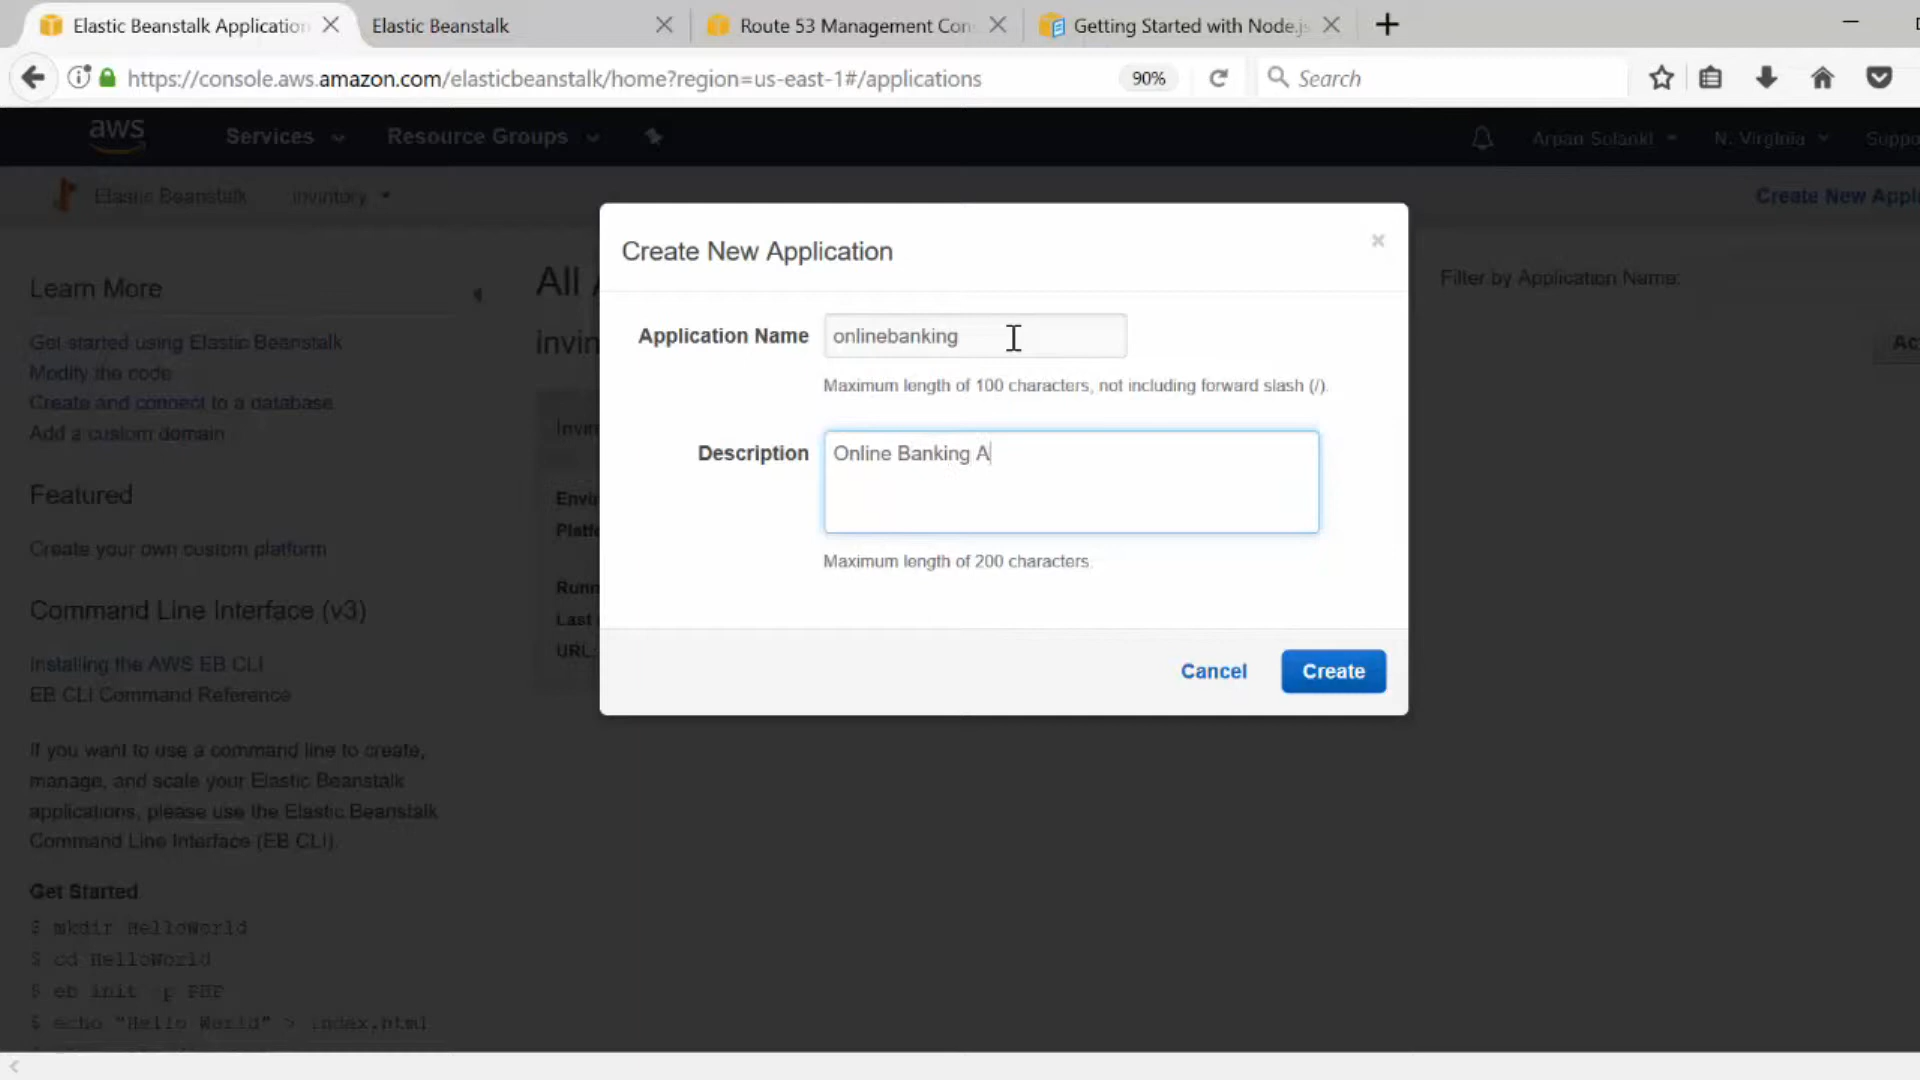 Elastic Beanstalk Application
Elastic Beanstalk
Route 53 Management Con
Getting Started with Node.js
https://console.aws.amazon.com/elasticbeanstalk/home?region=us-east-1#/applications
90%
Search
aws
Services
Resource Groups
Arpan Solanki
N. Virginia
Suppo
Elastic Beanstalk
Create New Appli
Create New Application
Learn More
All
Filter by Application Name:
Get started using Elastic Beanstalk
Application Name
onlinebanking
Modify the code
Maximum length of 100 characters, not including forward slash (/).
Create and connect to a database
Add a custom domain
Description
Online Banking A
Featured
Create your own custom platform
Maximum length of 200 characters.
Command Line Interface (v3)
Installing the AWS EB CLI
EB CLI Command Reference
URL:
Cancel
Create
If you want to use a command line to create,
manage, and scale your Elastic Beanstalk
applications, please use the Elastic Beanstalk
Command Line Interface (EB CLI).
Get Started
$ mkdir HelloWorld
$ cd HelloWorld
$ eb init -p PHP
$ echo "Hello World" > index.html